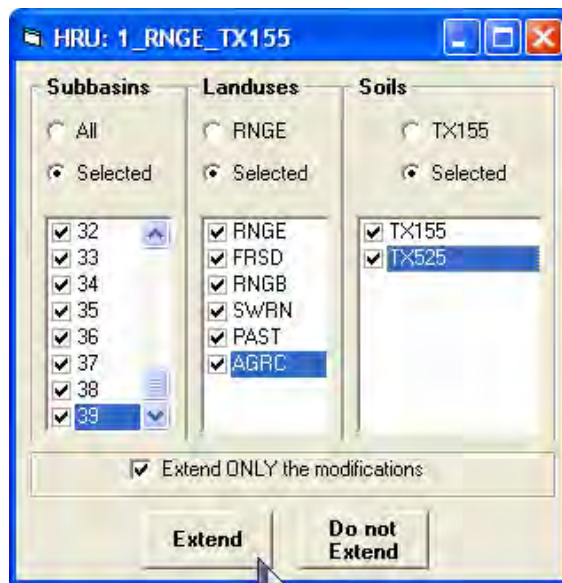 HRU: 1_RNGE_TX155
Subbasins
All
Selected
32
33
34
35
36
37
38
39
Landuses
RNGE
Selected
RNGE
FRSD
RNGB
SWRN
PAST
AGRC
Soils
TX155
Selected
TX155
TX525
Extend ONLY the modifications
Extend
Do not
Extend